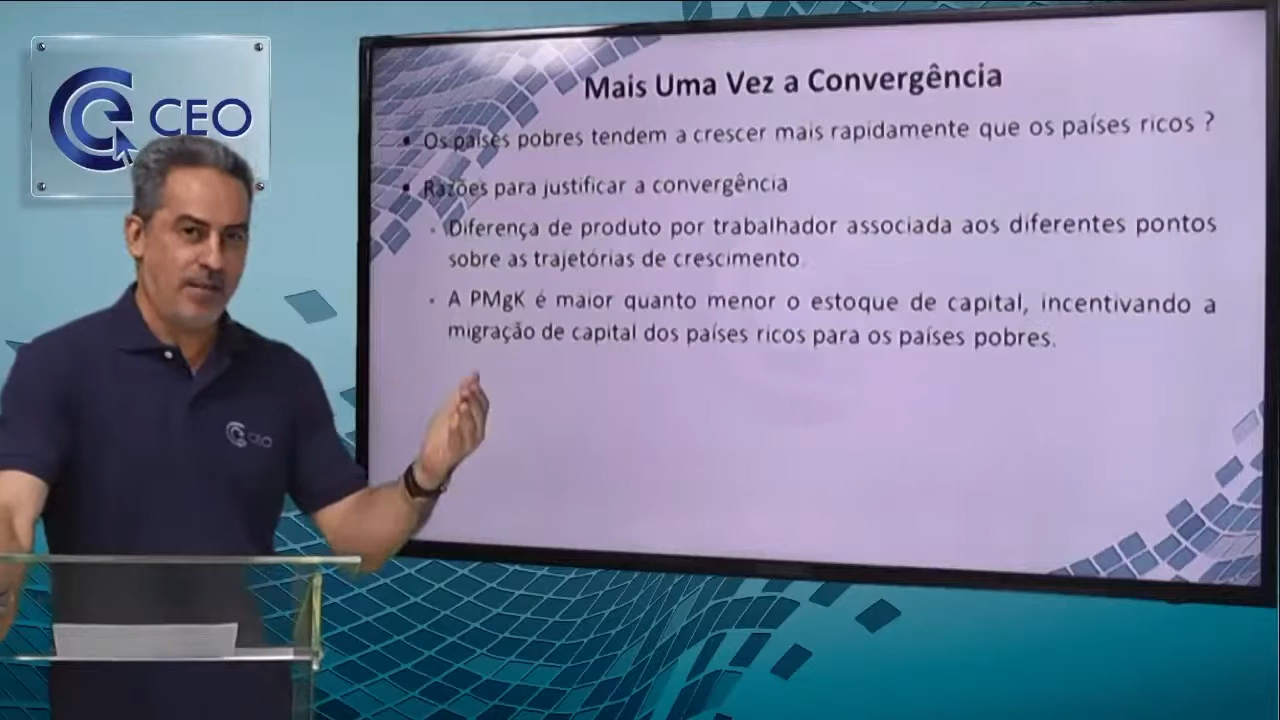 CEO
Mais Uma Vez a Convergência
• Os países pobres tendem a crescer mais rapidamente que os países ricos ?
• Razões para justificar a convergência
Diferença de produto por trabalhador associada aos diferentes pontos
sobre as trajetórias de crescimento.
A PMgK é maior quanto menor o estoque de capital, incentivando a
migração de capital dos países ricos para os países pobres.
CEO